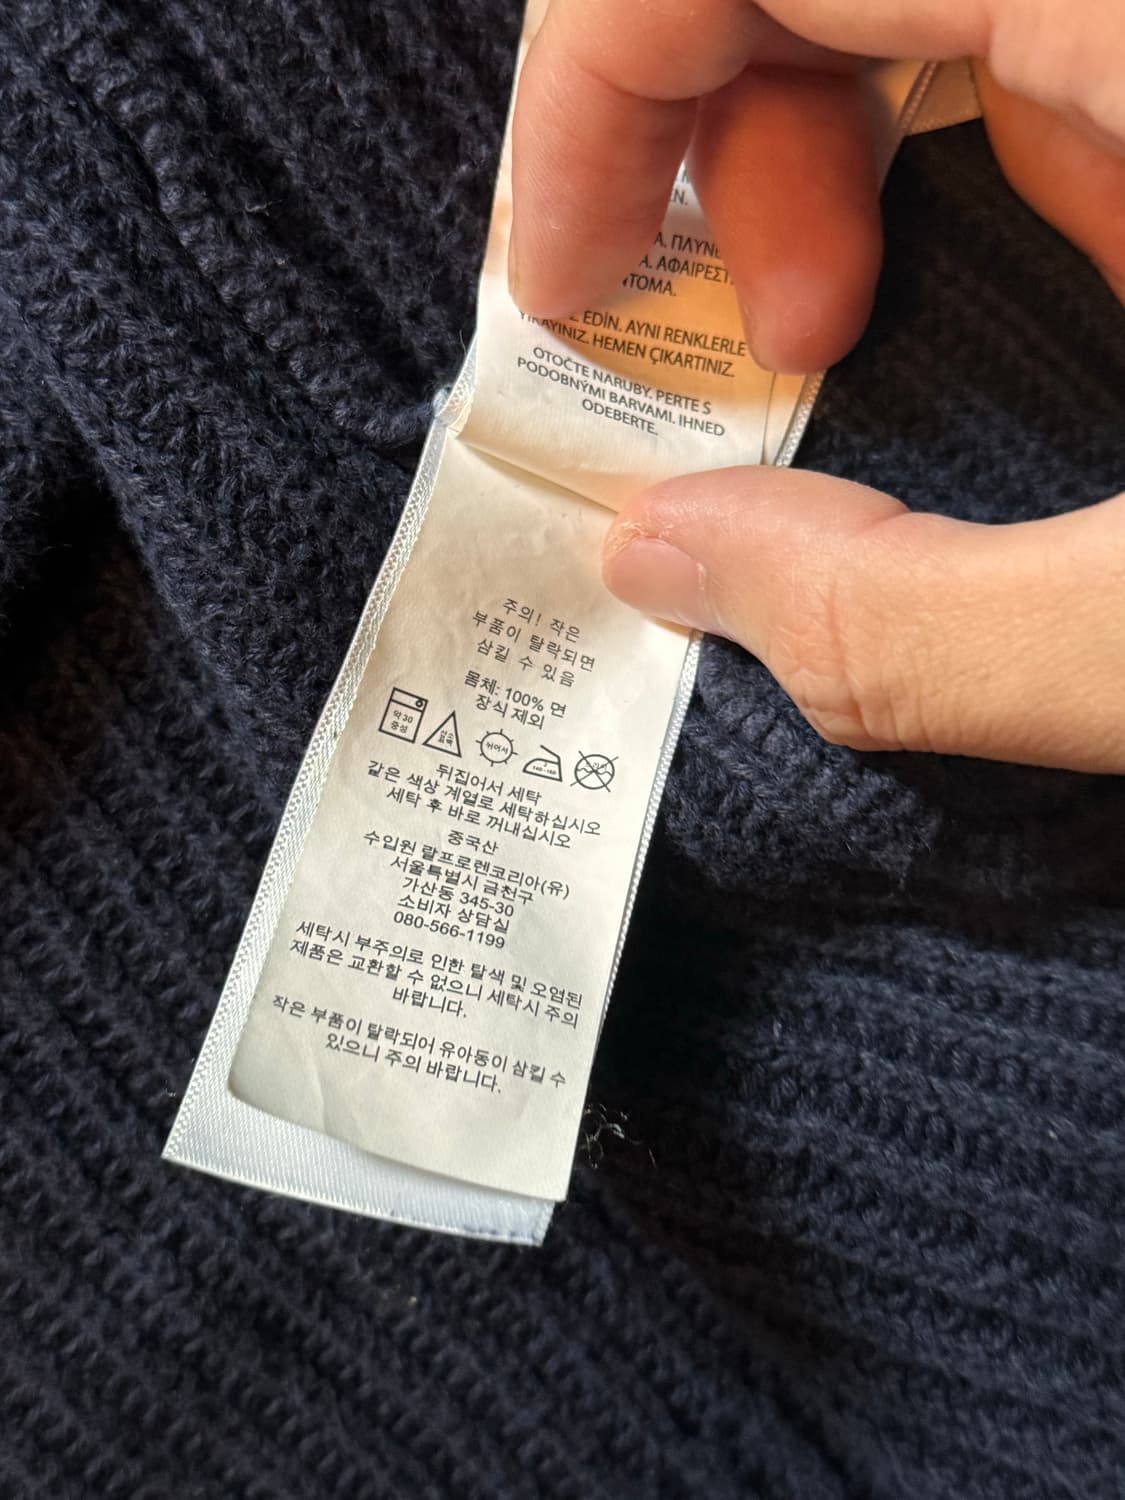 EN.
Α. ΠΛΥΝΕ
Α. ΑΦΑΙΡΕΣΤ
ΝΤΟΜΑ.
EDİN. AYNI RENKLERLE
YIKAYINIZ. HEMEN ÇIKARTINIZ.
OTOČTE NARUBY. PERTE S
PODOBNÝMI BARVAMI. IHNED
ODEBERTE.
주의! 작은
부품이 탈락되면
삼킬 수 있음
몸체: 100% 면
장식 제외
약 30
중성
뉘어서
140~160
뒤집어서 세탁
같은 색상 계열로 세탁하십시오
세탁 후 바로 꺼내십시오
중국산
수입원 랄프로렌코리아(유)
서울특별시 금천구
가산동 345-30
소비자 상담실
080-566-1199
세탁시 부주의로 인한 탈색 및 오염된
제품은 교환할 수 없으니 세탁시 주의
바랍니다.
작은 부품이 탈락되어 유아동이 삼킬 수
있으니 주의 바랍니다.